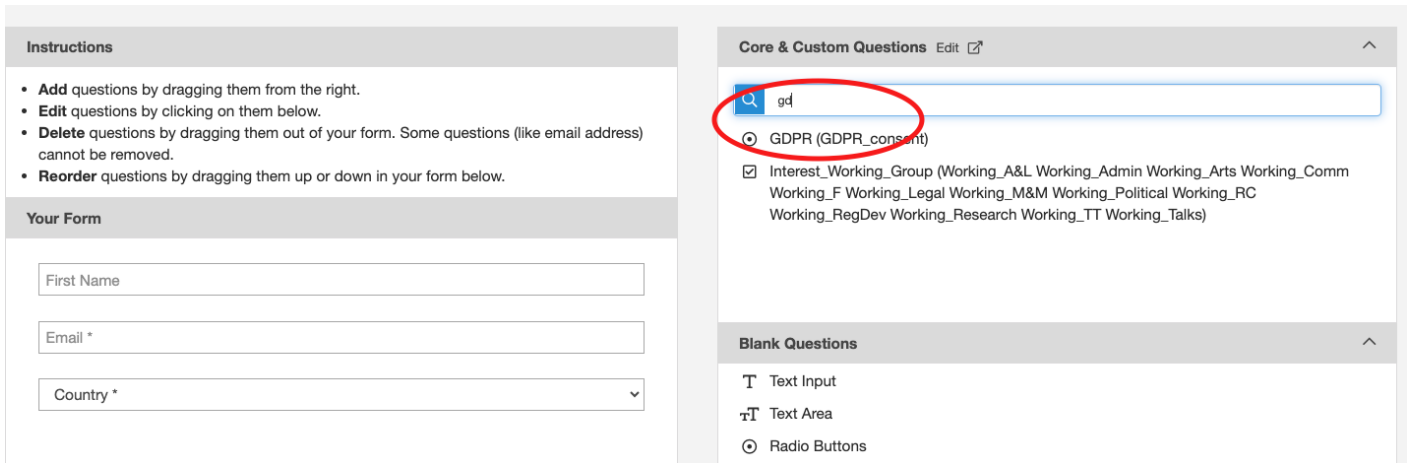 Instructions
• Add questions by dragging them from the right.
• Edit questions by clicking on them below.
• Delete questions by dragging them out of your form. Some questions (like email address)
cannot be removed.
• Reorder questions by dragging them up or down in your form below.
Your Form
First Name
Email *
Country *
Core & Custom Questions Edit
gd
GDPR (GDPR_consent)
Interest_Working_Group (Working_A&L Working_Admin Working_Arts Working_Comm
Working_F Working_Legal Working_M&M Working_Political Working_RC
Working_RegDev Working_Research Working_TT Working_Talks)
Blank Questions
Text Input
Text Area
Radio Buttons